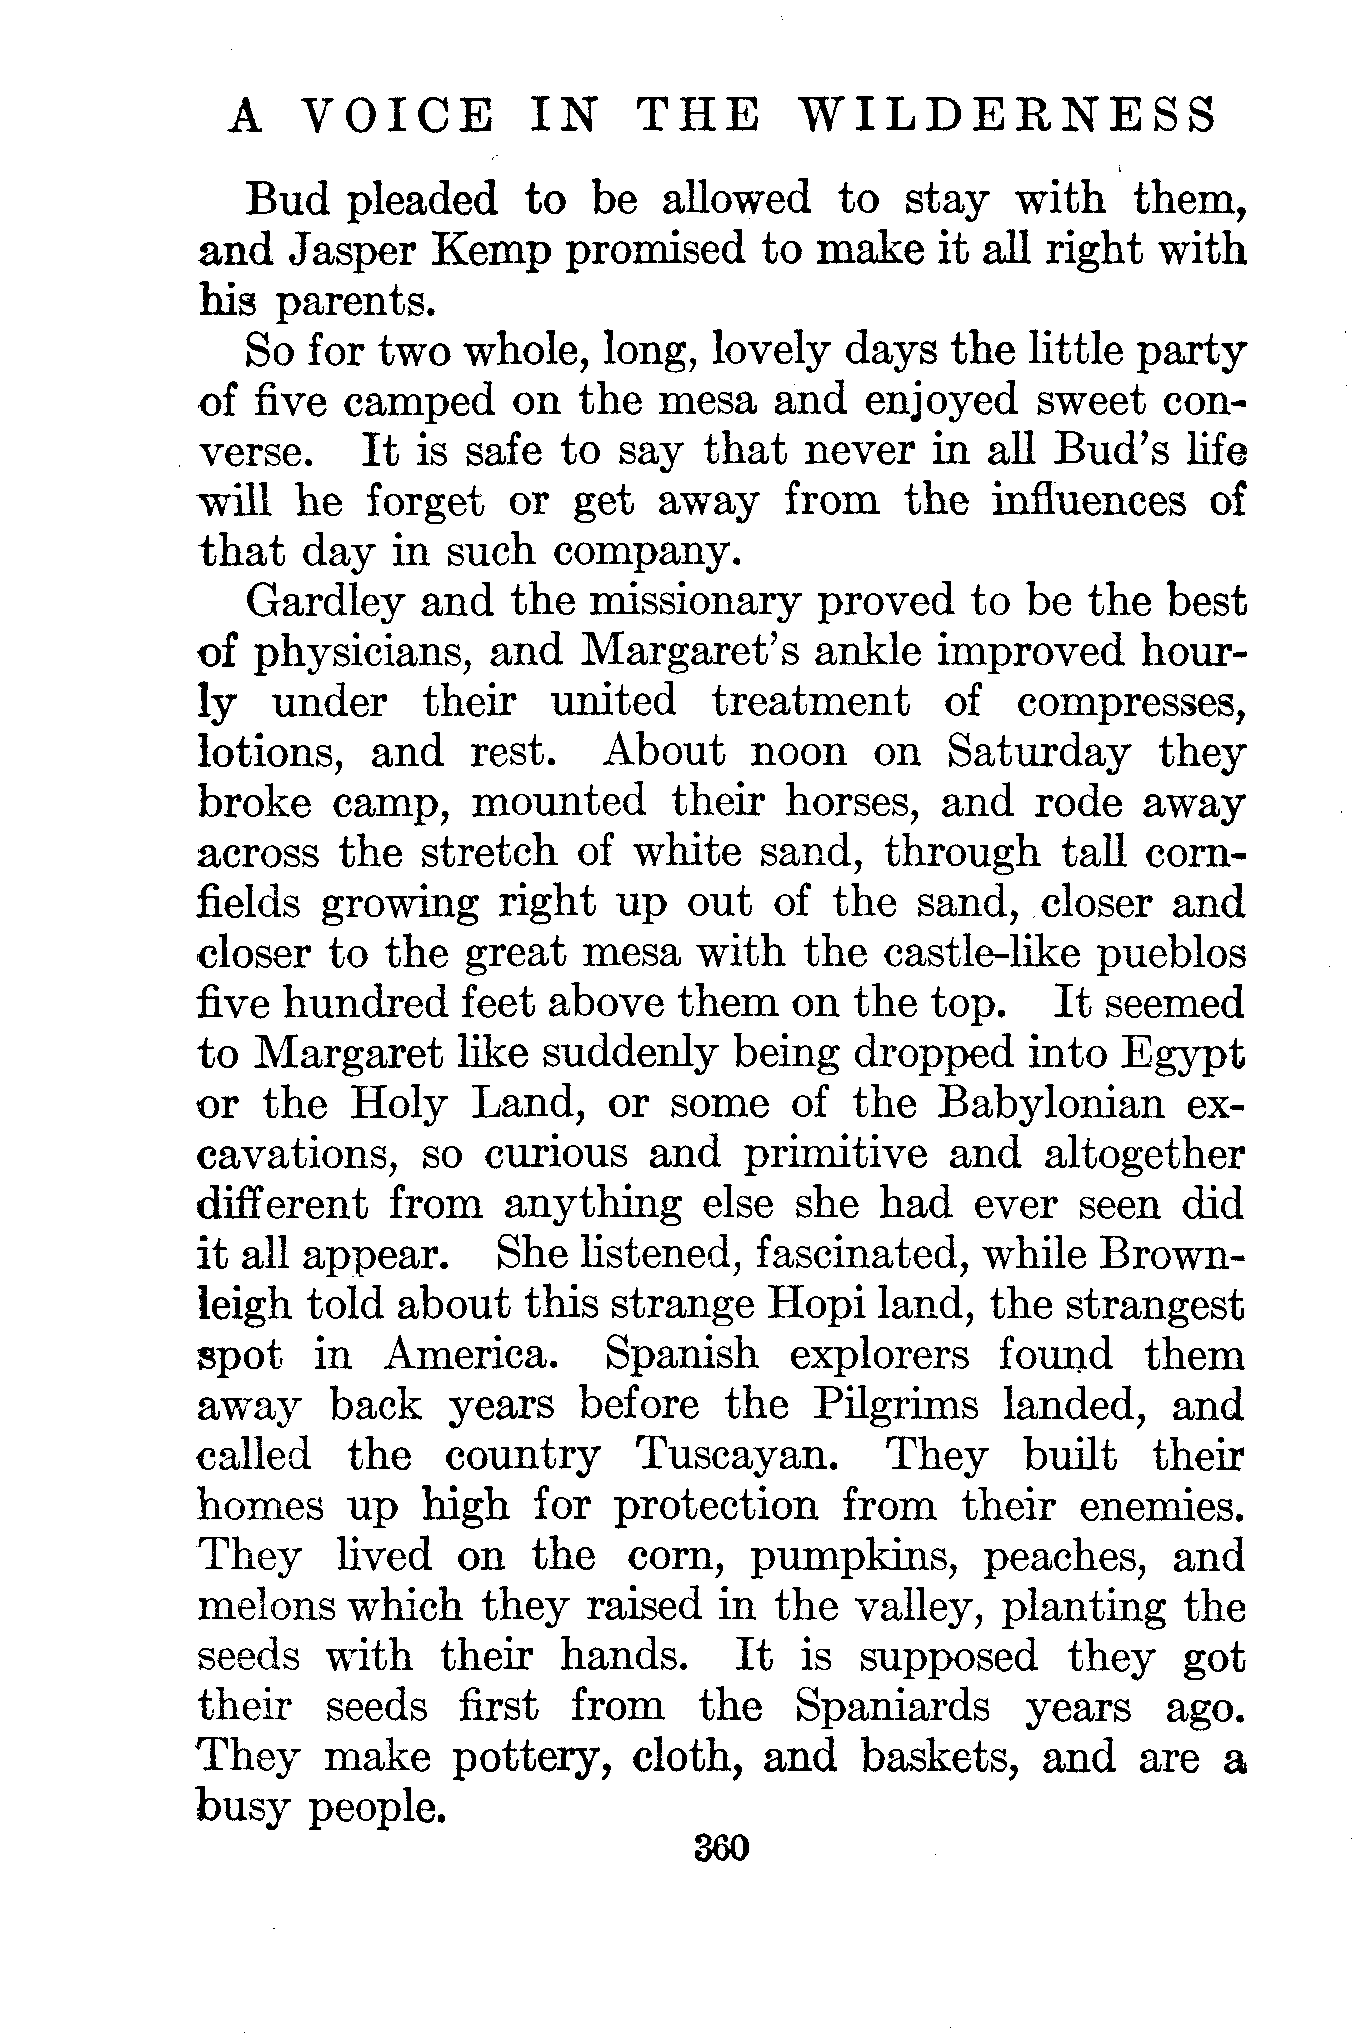 A VOICE IN THE WILDERNESS
Bud pleaded to be allowed to stay with them,
and Jasper Kemp promised to make it all right with
his parents.
So for two whole, long, lovely days the little party
of five camped on the mesa and enjoyed sweet con-
verse. It is safe to say that never in all Bud's life
will he forget or get away from the influences of
that day in such company.
Gardley and the missionary proved to be the best
of physicians, and Margaret's ankle improved hour-
ly under their united treatment of compresses,
lotions, and rest. About noon on Saturday they
broke camp, mounted their horses, and rode away
across the stretch of white sand, through tall corn-
fields growing right up out of the sand, closer and
closer to the great mesa with the castle-like pueblos
five hundred feet above them on the top. It seemed
to Margaret like suddenly being dropped into Egypt
or the Holy Land, or some of the Babylonian ex-
cavations, so curious and primitive and altogether
different from anything else she had ever seen did
it all appear. She listened, fascinated, while Brown-
leigh told about this strange Hopi land, the strangest
spot in America. Spanish explorers found them
away back years before the Pilgrims landed, and
called the country Tuscayan. They built their
homes up high for protection from their enemies.
They lived on the corn, pumpkins, peaches, and
melons which they raised in the valley, planting the
seeds with their hands. It is supposed they got
their seeds first from the Spaniards years ago.
They make pottery, cloth, and baskets, and are a
busy people.
360